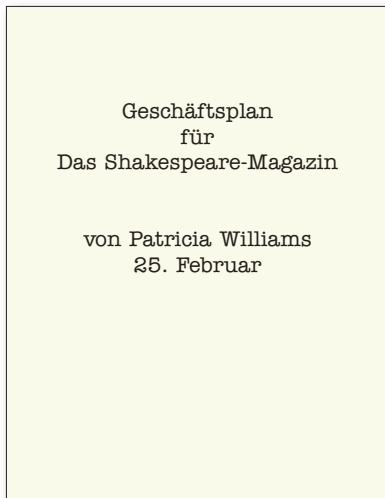 Geschäftsplan
für
Das Shakespeare-Magazin
von Patricia Williams
25. Februar